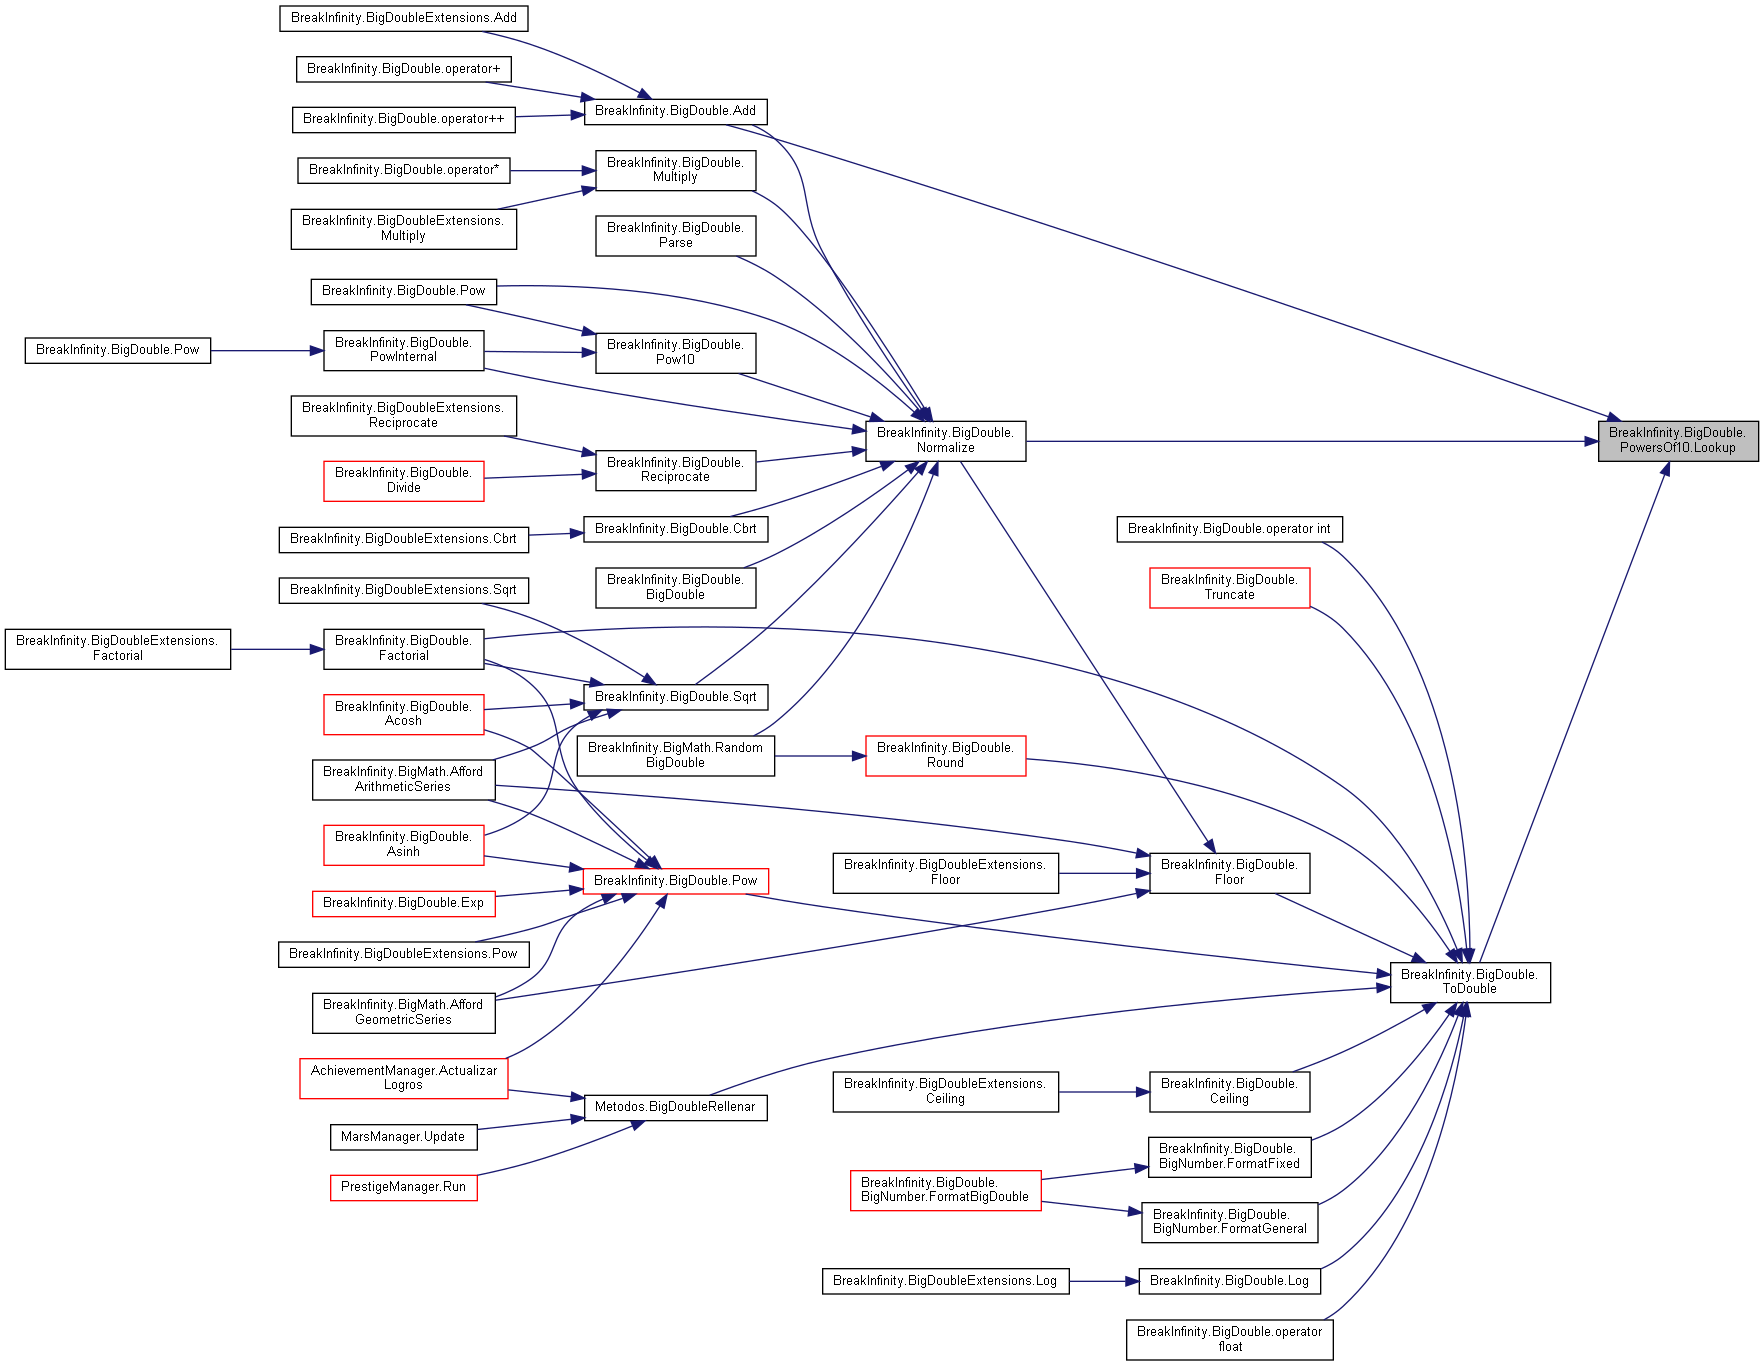 BreakInfinity.BigDoubleExtensions.Add
BreakInfinity.BigDouble.operator+
BreakInfinity.BigDouble.operator++
BreakInfinity.BigDouble.Add
BreakInfinity.BigDouble.operator*
BreakInfinity.BigDouble.
Multiply
BreakInfinity.BigDoubleExtensions.
Multiply
BreakInfinity.BigDouble.
Parse
BreakInfinity.BigDouble.Pow
BreakInfinity.BigDouble.Pow
BreakInfinity.BigDouble.
PowInternal
BreakInfinity.BigDouble.
Pow10
BreakInfinity.BigDoubleExtensions.
Reciprocate
BreakInfinity.BigDouble.
Normalize
BreakInfinity.BigDouble.
PowersOf10.Lookup
BreakInfinity.BigDouble.
Divide
BreakInfinity.BigDouble.
Reciprocate
BreakInfinity.BigDoubleExtensions.Cbrt
BreakInfinity.BigDouble.Cbrt
BreakInfinity.BigDouble.operator int
BreakInfinity.BigDoubleExtensions.Sqrt
BreakInfinity.BigDouble.
BigDouble
BreakInfinity.BigDouble.
Truncate
BreakInfinity.BigDoubleExtensions.
Factorial
BreakInfinity.BigDouble.
Factorial
BreakInfinity.BigDouble.
Acosh
BreakInfinity.BigDouble.Sqrt
BreakInfinity.BigMath.Afford
ArithmeticSeries
BreakInfinity.BigMath.Random
BigDouble
BreakInfinity.BigDouble.
Round
BreakInfinity.BigDouble.
Asinh
BreakInfinity.BigDouble.Exp
BreakInfinity.BigDouble.Pow
BreakInfinity.BigDoubleExtensions.
Floor
BreakInfinity.BigDouble.
Floor
BreakInfinity.BigDoubleExtensions.Pow
BreakInfinity.BigMath.Afford
GeometricSeries
BreakInfinity.BigDouble.
ToDouble
AchievementManager.Actualizar
Logros
Metodos.BigDoubleRellenar
BreakInfinity.BigDoubleExtensions.
Ceiling
BreakInfinity.BigDouble.
Ceiling
MarsManager.Update
PrestigeManager.Run
BreakInfinity.BigDouble.
BigNumber.FormatBigDouble
BreakInfinity.BigDouble.
BigNumber.FormatFixed
BreakInfinity.BigDouble.
BigNumber.FormatGeneral
BreakInfinity.BigDoubleExtensions.Log
BreakInfinity.BigDouble.Log
BreakInfinity.BigDouble.operator
float